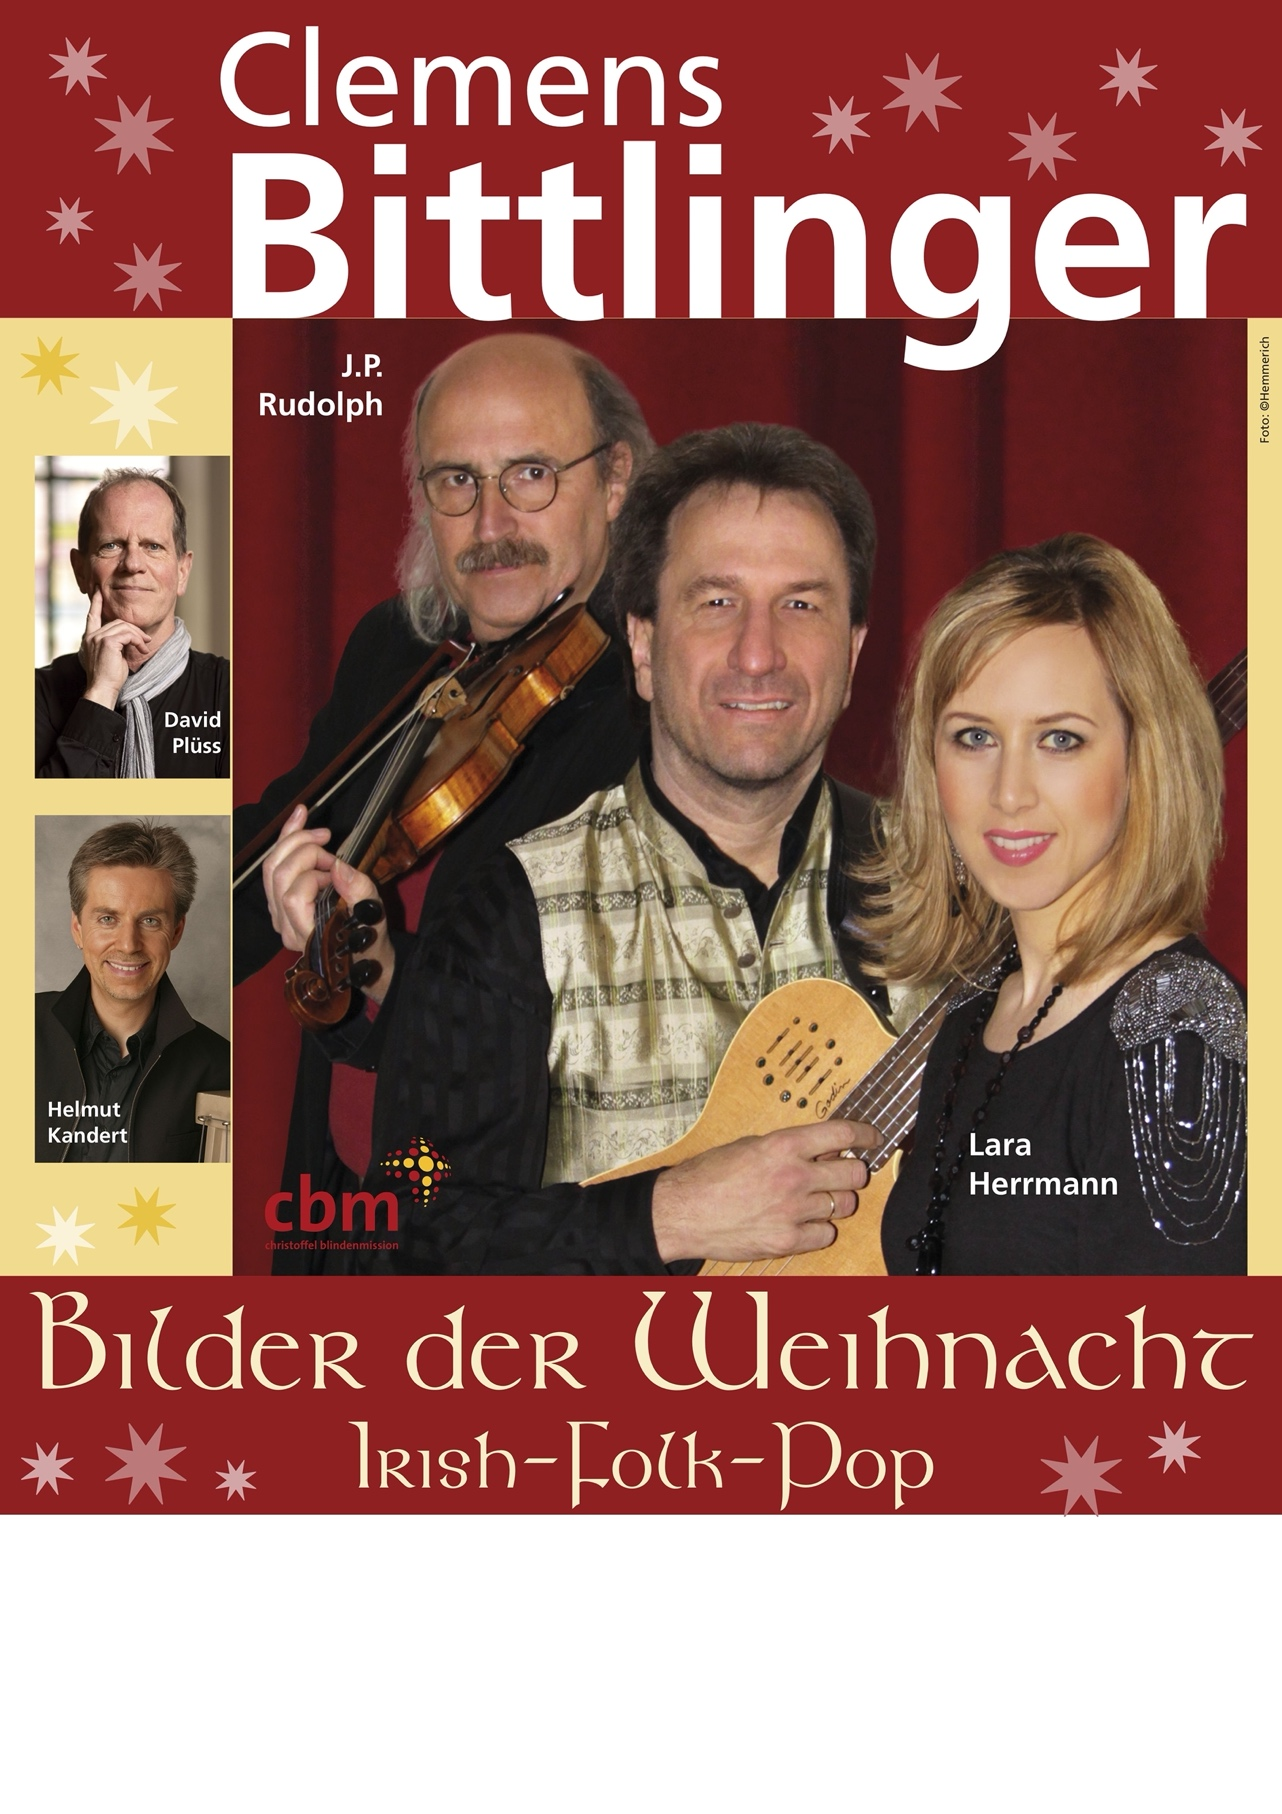 Clemens
Bittlinger
J.P.
Rudolph
Foto: ©Hemmerich
David
Plüss
Helmut
Kandert
Godin
Lara
Herrmann
cbm
christoffel blindenmission
Bilder der Weihnacht
Irish-Folk-Pop